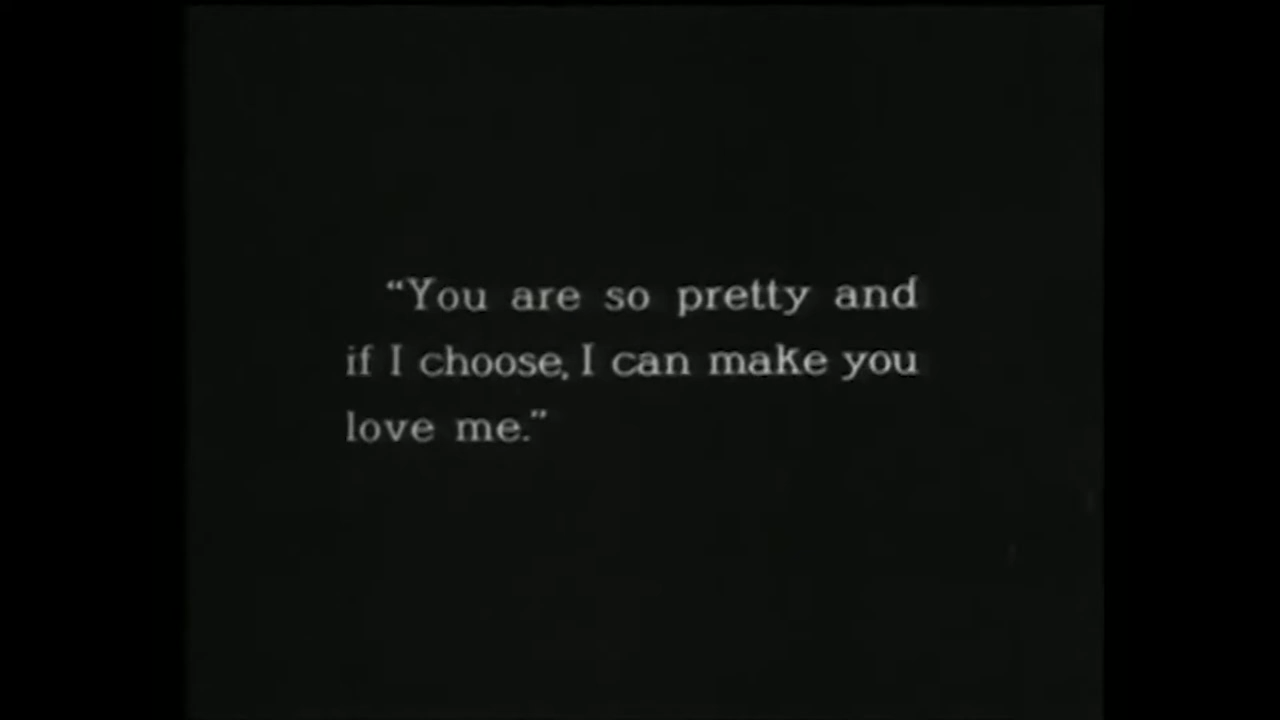 “You are so pretty and
if I choose, I can make you
love me.”